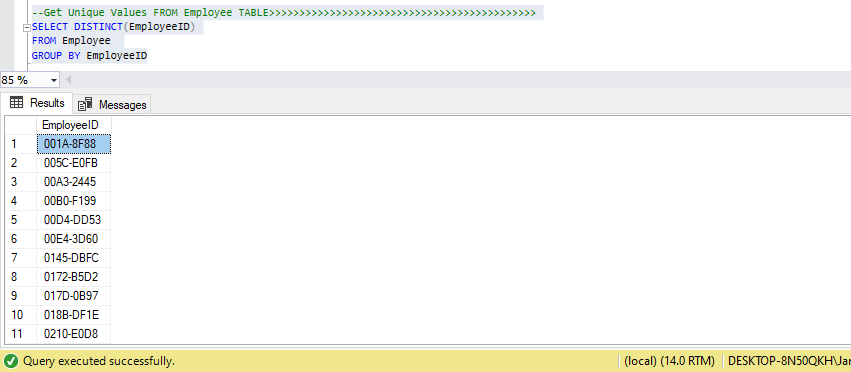 --Get Unique Values FROM Employee TABLE>>>>>>>>>>>>>>>>>>>>>>>>>>>>>>>>>>>>>>>>>>>>
SELECT DISTINCT(EmployeeID)
FROM Employee
GROUP BY EmployeeID
85 %
Results Messages
EmployeeID
1 001A-8F88
2 005C-E0FB
3 00A3-2445
4 00B0-F199
5 00D4-DD53
6 00E4-3D60
7 0145-DBFC
8 0172-B5D2
9 017D-0B97
10 018B-DF1E
11 0210-E0D8
Query executed successfully. (local) (14.0 RTM) DESKTOP-8N50QKH\Jar